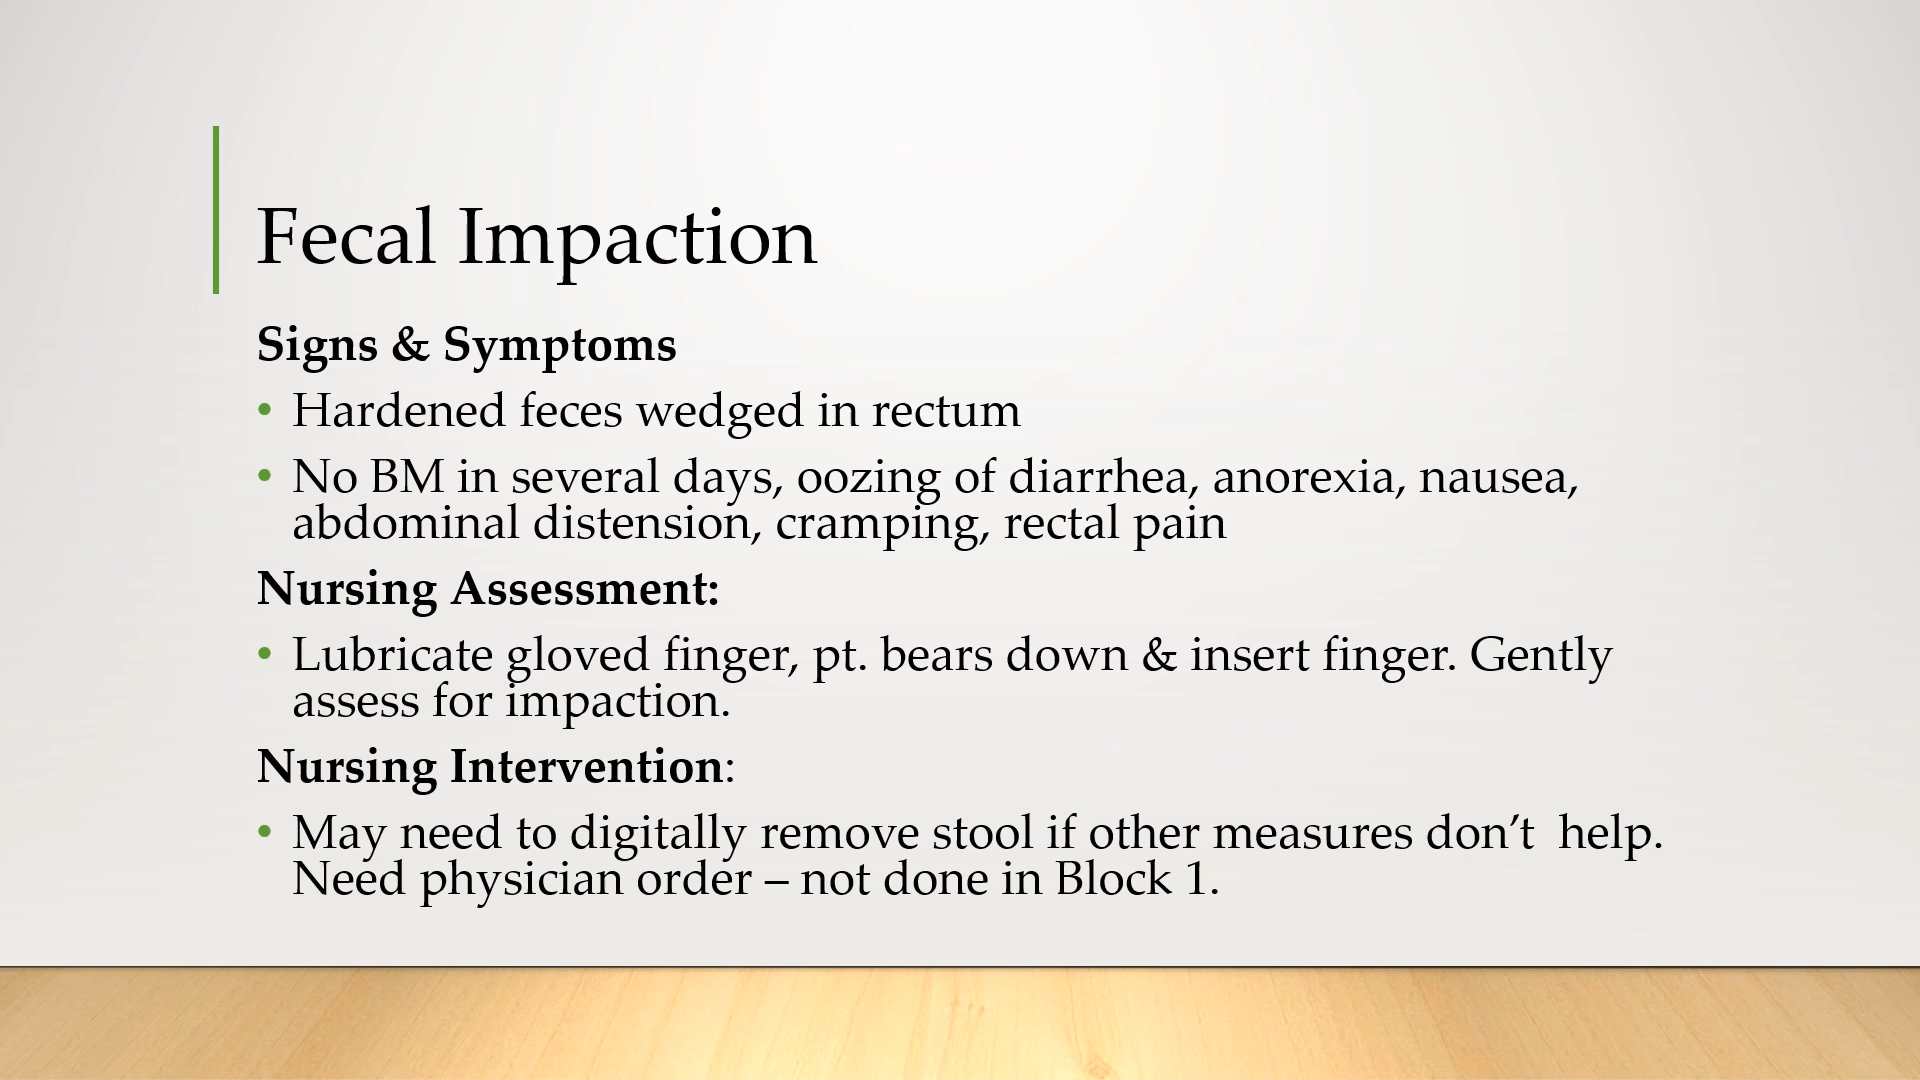 Fecal Impaction
Signs & Symptoms
• Hardened feces wedged in rectum
• No BM in several days, oozing of diarrhea, anorexia, nausea,
abdominal distension, cramping, rectal pain
Nursing Assessment:
• Lubricate gloved finger, pt. bears down & insert finger. Gently
assess for impaction.
Nursing Intervention:
• May need to digitally remove stool if other measures don’t  help.
Need physician order – not done in Block 1.